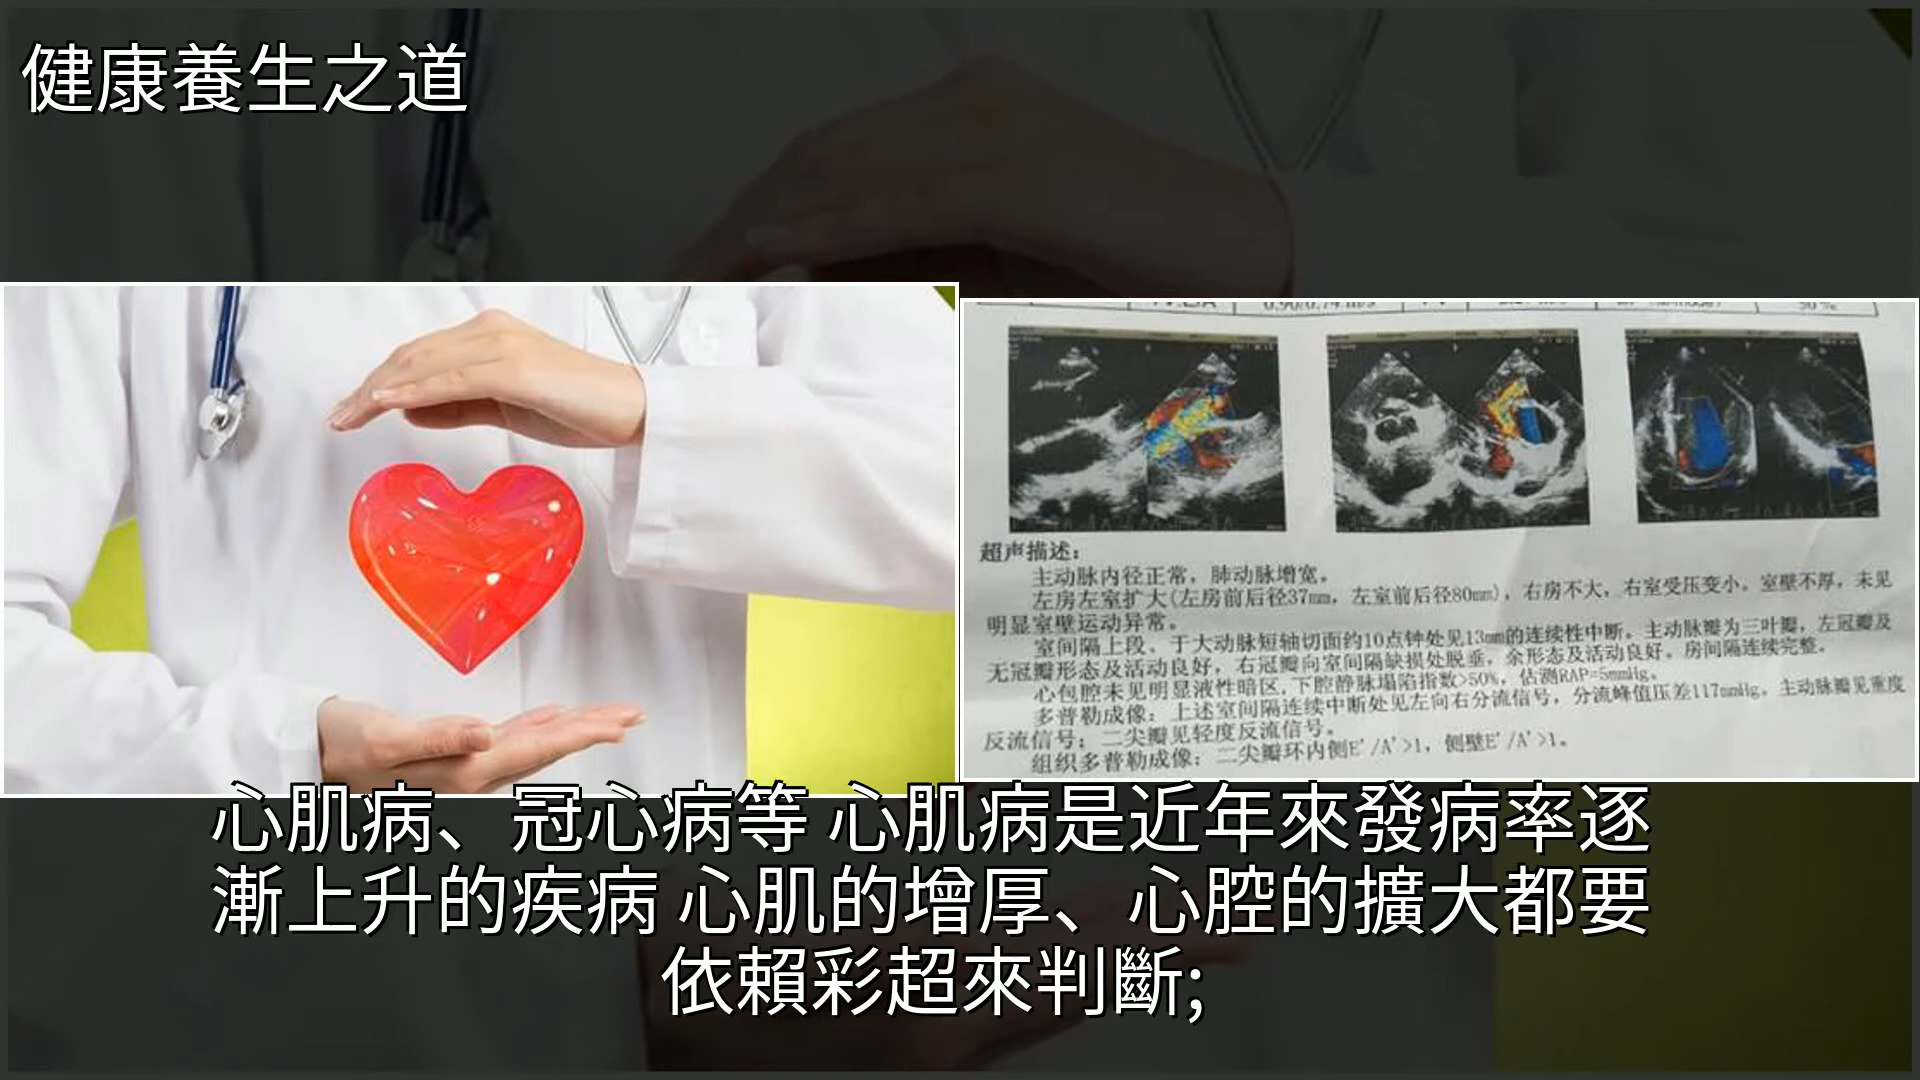 健康養生之道
超声描述：
主动脉内径正常，肺动脉增宽。
左房左室扩大(左房前后径37mm，左室前后径80mm)，右房不大，右室受压变小。室壁不厚，未见
明显室壁运动异常。
室间隔上段、于大动脉短轴切面约10点钟处见13mm的连续性中断。主动脉瓣为三叶瓣，左冠瓣及
无冠瓣形态及活动良好，右冠瓣向室间隔缺损处脱垂，余形态及活动良好。房间隔连续完整。
心包腔未见明显液性暗区,下腔静脉塌陷指数>50%，估测RAP=5mmHg。
多普勒成像：上述室间隔连续中断处见左向右分流信号，分流峰值压差117mmHg。主动脉瓣见重度
反流信号；二尖瓣见轻度反流信号。
组织多普勒成像：二尖瓣环内侧E'/A'>1，侧壁E'/A'>1。
心肌病、冠心病等 心肌病是近年來發病率逐
漸上升的疾病 心肌的增厚、心腔的擴大都要
依賴彩超來判斷;